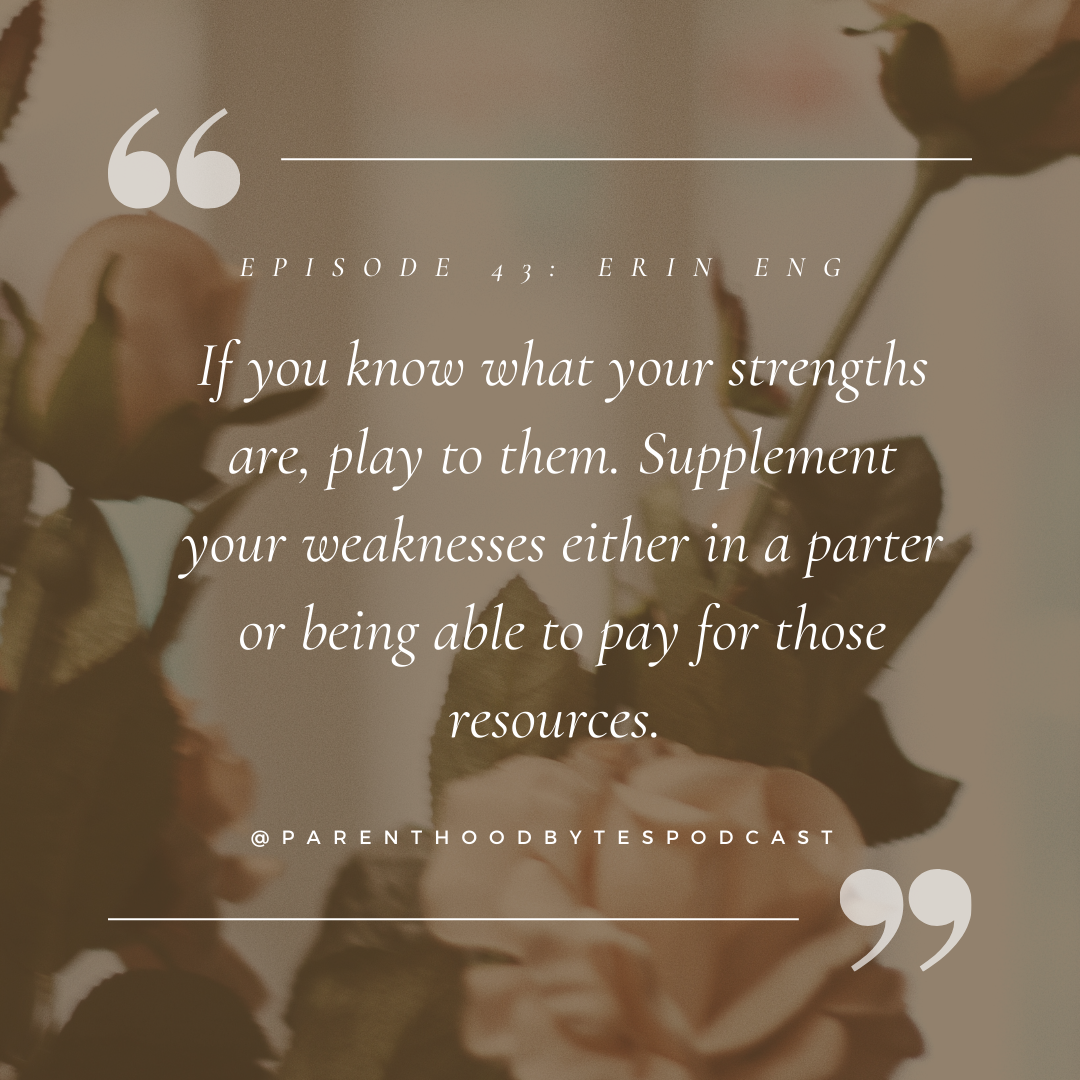 “
EPISODE 43: ERIN ENG
If you know what your strengths
are, play to them. Supplement
your weaknesses either in a parter
or being able to pay for those
resources.
@PARENTHOODBYTESPODCAST
”